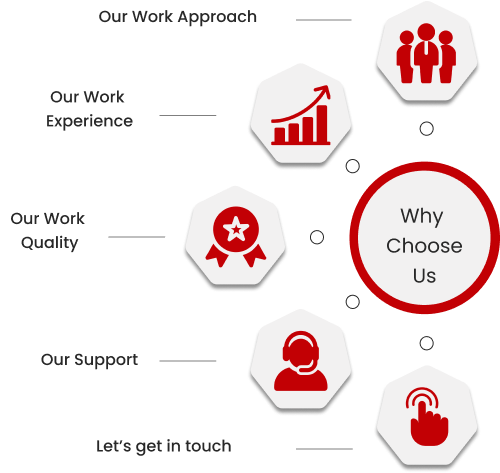 Our Work Approach
Our Work
Experience
Our Work
Quality
Why
Choose
Us
Our Support
Let's get in touch